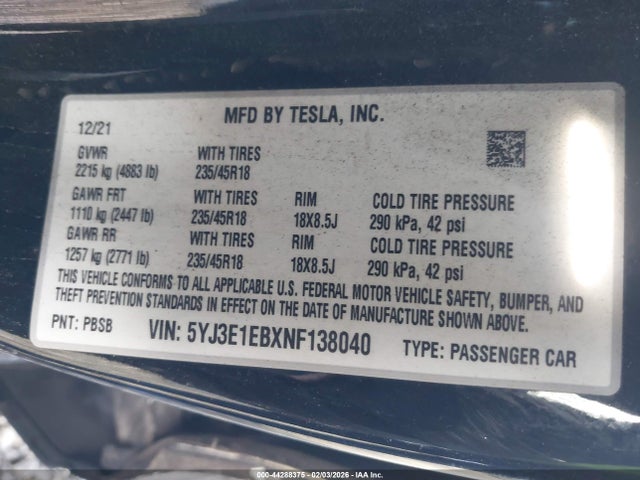 MFD BY TESLA, INC.
12/21
GVWR WITH TIRES
2215 kg (4883 lb) 235/45R18
GAWR FRT WITH TIRES RIM COLD TIRE PRESSURE
1110 kg (2447 lb) 235/45R18 18X8.5J 290 kPa, 42 psi
GAWR RR WITH TIRES RIM COLD TIRE PRESSURE
1257 kg (2771 lb) 235/45R18 18X8.5J 290 kPa, 42 psi
THIS VEHICLE CONFORMS TO ALL APPLICABLE U.S. FEDERAL MOTOR VEHICLE SAFETY, BUMPER, AND
THEFT PREVENTION STANDARDS IN EFFECT ON THE DATE OF MANUFACTURE SHOWN ABOVE.
PNT: PBSB VIN: 5YJ3E1EBXNF138040 TYPE: PASSENGER CAR
000-44288375 - 02/03/2026 - IAA Inc.